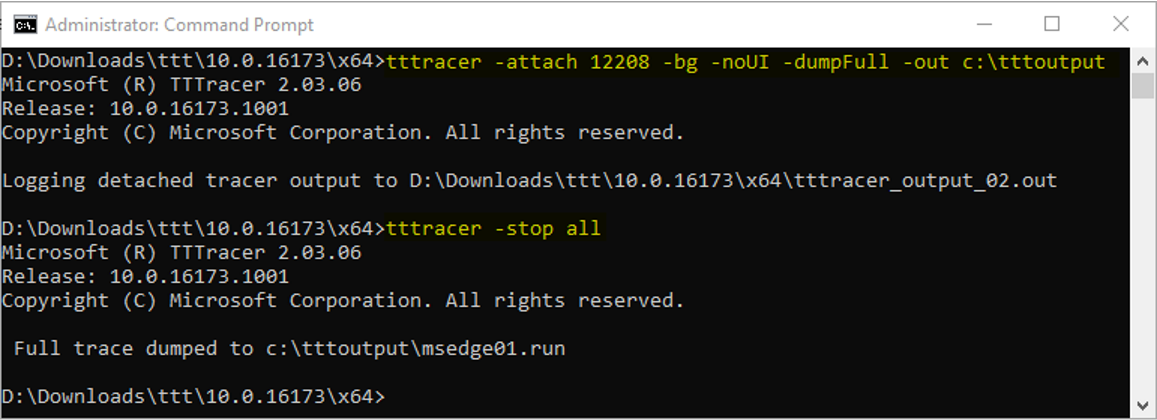 Administrator: Command Prompt
D:\Downloads\ttt\10.0.16173\x64>tttracer -attach 12208 -bg -noUI -dumpFull -out c:\tttoutput
Microsoft (R) TTTracer 2.03.06
Release: 10.0.16173.1001
Copyright (C) Microsoft Corporation. All rights reserved.
Logging detached tracer output to D:\Downloads\ttt\10.0.16173\x64\tttracer_output_02.out
D:\Downloads\ttt\10.0.16173\x64>tttracer -stop all
Microsoft (R) TTTracer 2.03.06
Release: 10.0.16173.1001
Copyright (C) Microsoft Corporation. All rights reserved.
Full trace dumped to c:\tttoutput\msedge01.run
D:\Downloads\ttt\10.0.16173\x64>